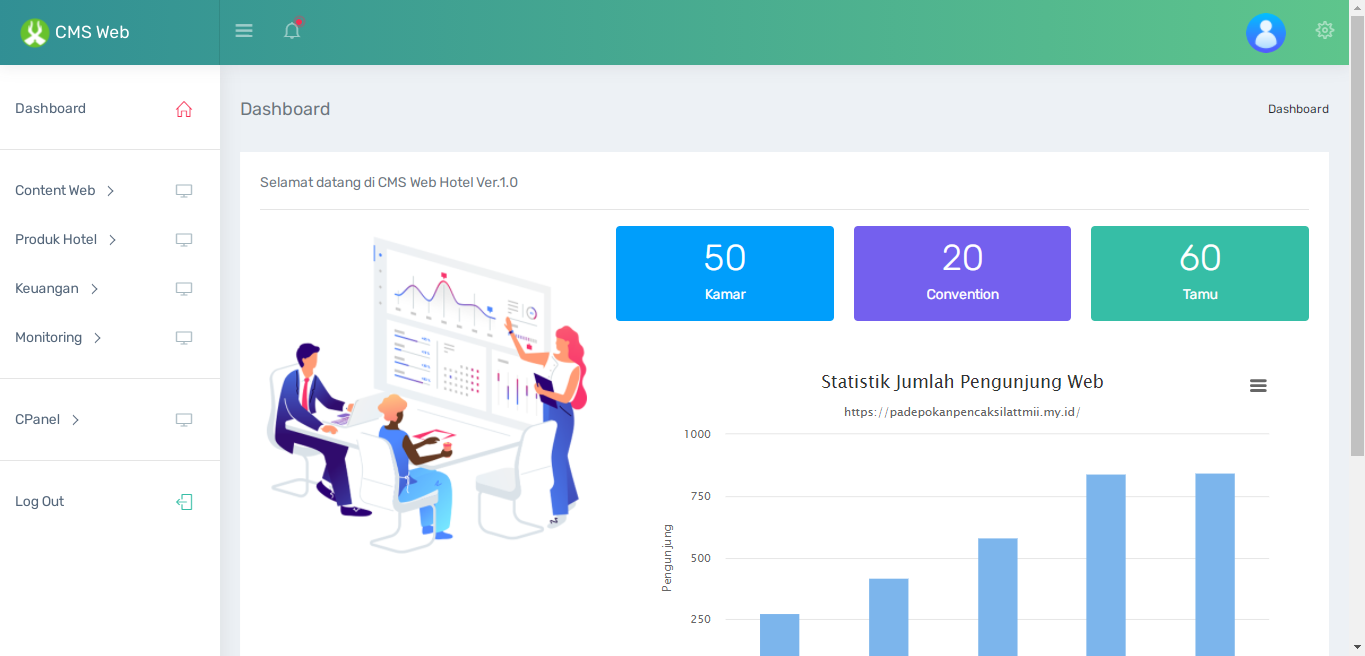 CMS Web
Dashboard
Content Web
Produk Hotel
Keuangan
Monitoring
CPanel
Log Out
Dashboard
Dashboard
Selamat datang di CMS Web Hotel Ver.1.0
50
Kamar
20
Convention
60
Tamu
Statistik Jumlah Pengunjung Web
https://padepokanpencaksilattmii.my.id/
Pengunjung
1000
750
500
250